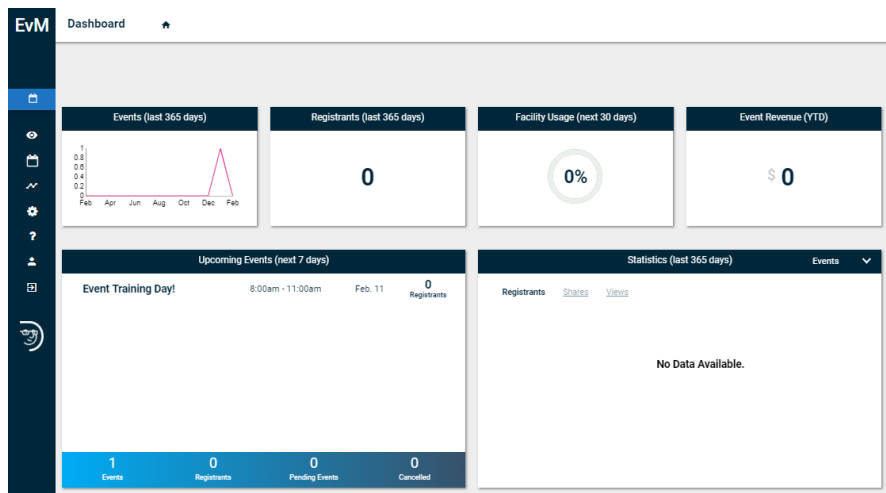 EvM Dashboard
Events (last 365 days) Registrants (last 365 days) Facility Usage (next 30 days) Event Revenue (YTD)
1
0.8
0.6
0.4
0.2
0
Feb Apr Jun Aug Oct Dec Feb
0
0%
$ 0
Upcoming Events (next 7 days)
Event Training Day! 8:00am - 11:00am Feb. 11 0 Registrants
1 Events
0 Registrants
0 Pending Events
0 Cancelled
Statistics (last 365 days) Events
Registrants Shares Views
No Data Available.